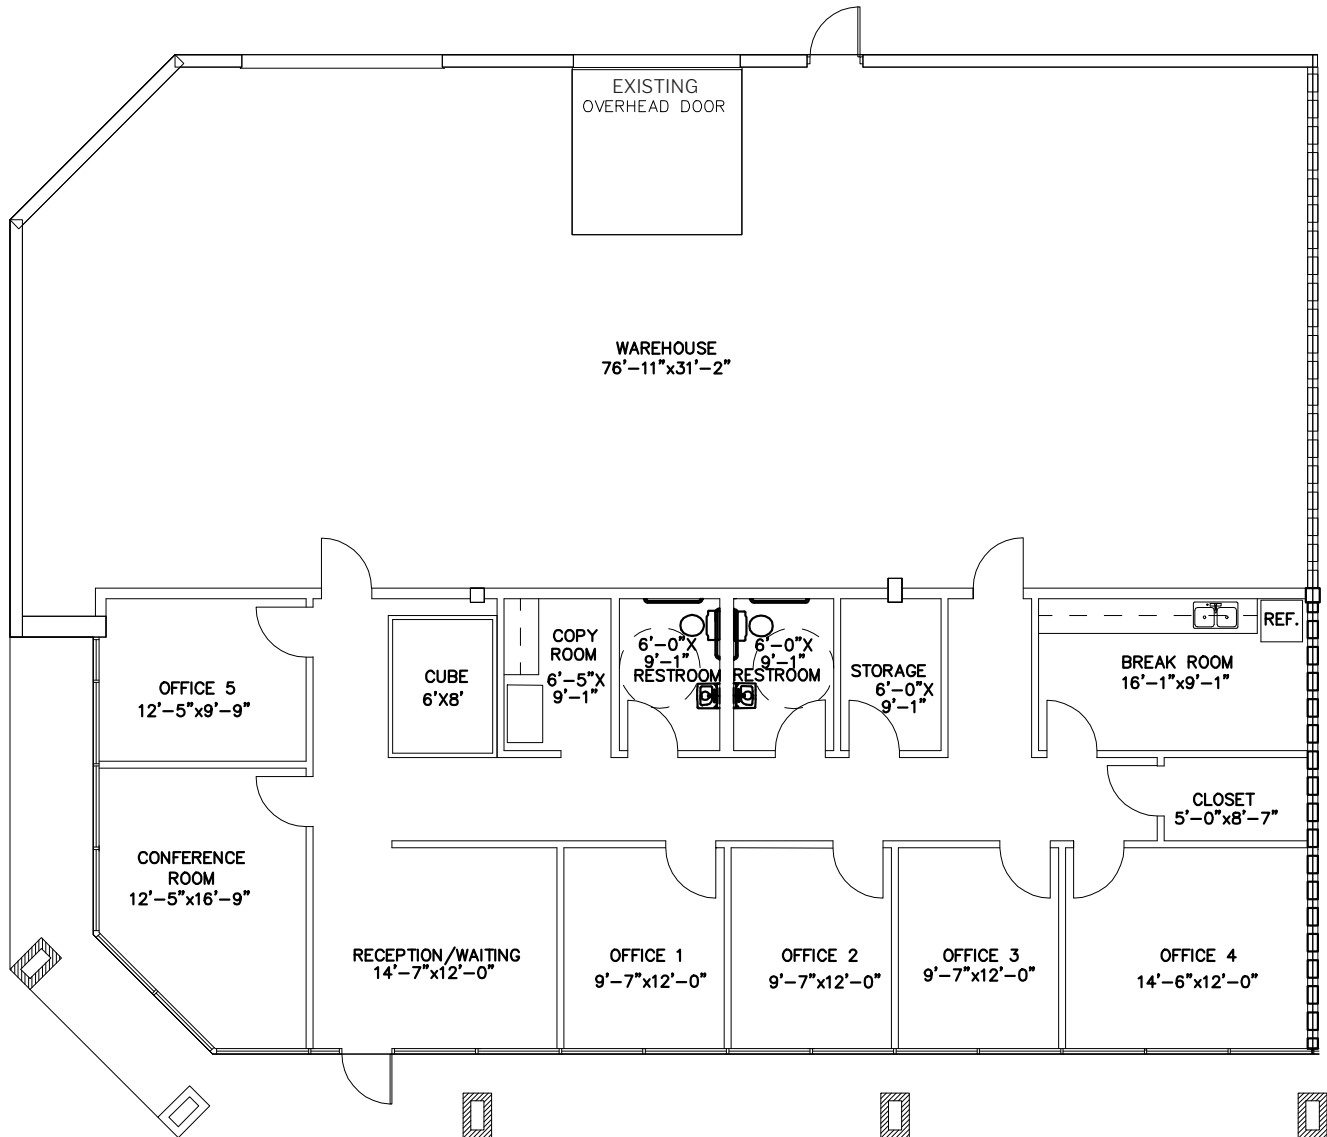 EXISTING
OVERHEAD DOOR
WAREHOUSE
76'-11"x31'-2"
COPY
ROOM
6'-5"X
9'-1"
6'-0"X
9'-1"
RESTROOM
6'-0"X
9'-1"
RESTROOM
STORAGE
6'-0"X
9'-1"
REF.
BREAK ROOM
16'-1"x9'-1"
CUBE
6'X8'
OFFICE 5
12'-5"x9'-9"
CLOSET
5'-0"x8'-7"
CONFERENCE
ROOM
12'-5"x16'-9"
RECEPTION/WAITING
14'-7"x12'-0"
OFFICE 1
9'-7"x12'-0"
OFFICE 2
9'-7"x12'-0"
OFFICE 3
9'-7"x12'-0"
OFFICE 4
14'-6"x12'-0"